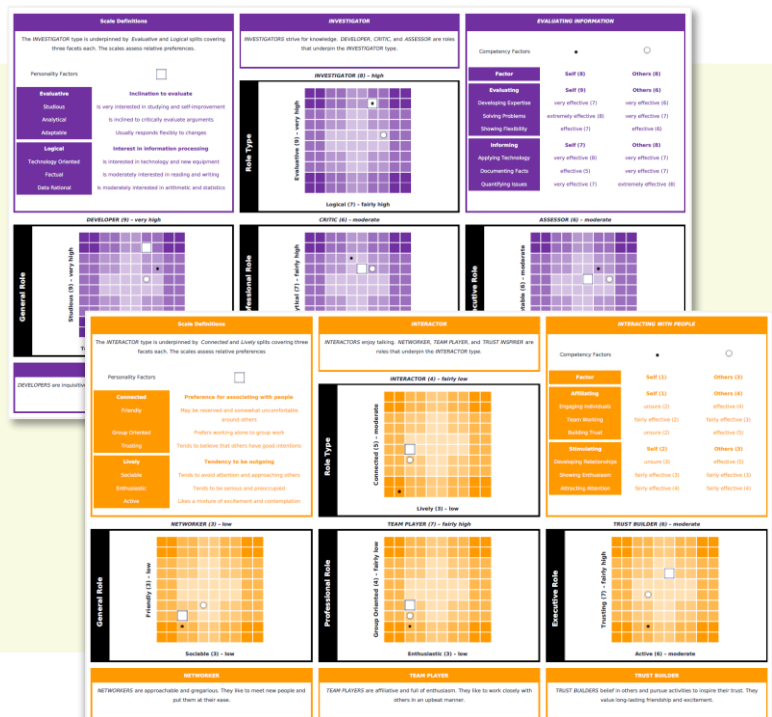 Scale Definitions
The INVESTIGATOR type is underpinned by Evaluative and Logical splits covering
three facets each. The scales assess relative preferences.
Personality Factors
Evaluative
Inclination to evaluate
Studious
Is very interested in studying and self-improvement
Analytical
Is inclined to critically evaluate arguments
Adaptable
Usually responds flexibly to changes
Logical
Interest in information processing
Technology Oriented
Is interested in technology and new equipment
Factual
Is moderately interested in reading and writing
Data Rational
Is moderately interested in arithmetic and statistics
INVESTIGATOR
INVESTIGATORS strive for knowledge. DEVELOPER, CRITIC, and ASSESSOR are roles
that underpin the INVESTIGATOR type.
INVESTIGATOR (8) – high
Role Type
Evaluative (9) – very high
Logical (7) – fairly high
EVALUATING INFORMATION
Competency Factors
Factor
Self (8)
Others (8)
Evaluating
Self (9)
Others (6)
Developing Expertise
very effective (7)
very effective (6)
Solving Problems
extremely effective (8)
very effective (7)
Showing Flexibility
effective (7)
effective (6)
Informing
Self (7)
Others (8)
Applying Technology
very effective (6)
very effective (7)
Documenting Facts
effective (5)
very effective (7)
Quantifying Issues
very effective (7)
extremely effective (8)
DEVELOPER (9) – very high
General Role
Studious (9) – very high
CRITIC (6) – moderate
fessional Role
ytical (7) – fairly high
ASSESSOR (6) – moderate
cutive Role
table (6) – moderate
DEVELOPERS are inquisitive
Scale Definitions
The INTERACTOR type is underpinned by Connected and Lively splits covering three
facets each. The scales assess relative preferences
Personality Factors
Connected
Preference for associating with people
Friendly
May be reserved and somewhat uncomfortable
around others
Group Oriented
Prefers working alone to group work
Trusting
Tends to believe that others have good intentions
Lively
Tendency to be outgoing
Sociable
Tends to avoid attention and approaching others
Enthusiastic
Tends to be serious and preoccupied
Active
Likes a mixture of excitement and contemplation
INTERACTOR
INTERACTORS enjoy talking. NETWORKER, TEAM PLAYER, and TRUST INSPIRER are
roles that underpin the INTERACTOR type.
INTERACTOR (4) – fairly low
Role Type
Connected (5) – moderate
Lively (3) – low
INTERACTING WITH PEOPLE
Competency Factors
Factor
Self (1)
Others (3)
Affiliating
Self (1)
Others (4)
Engaging Individuals
unsure (2)
effective (4)
Team Working
fairly effective (2)
fairly effective (3)
Building Trust
unsure (2)
effective (5)
Stimulating
Self (2)
Others (3)
Developing Relationships
unsure (3)
effective (5)
Showing Enthusiasm
fairly effective (3)
fairly effective (3)
Attracting Attention
fairly effective (4)
fairly effective (4)
NETWORKER (3) – low
General Role
Friendly (3) – low
Sociable (3) – low
TEAM PLAYER (7) – fairly high
Professional Role
Group Oriented (4) – fairly low
Enthusiastic (3) – low
TRUST BUILDER (6) – moderate
Executive Role
Trusting (7) – fairly high
Active (6) – moderate
NETWORKER
NETWORKERS are approachable and gregarious. They like to meet new people and
put them at their-ease.
TEAM PLAYER
TEAM PLAYERS are affiliative and full of enthusiasm. They like to work closely with
others in an upbeat manner.
TRUST BUILDER
TRUST BUILDERS belief in others and pursue activities to inspire their trust. They
value long-lasting friendship and excitement.